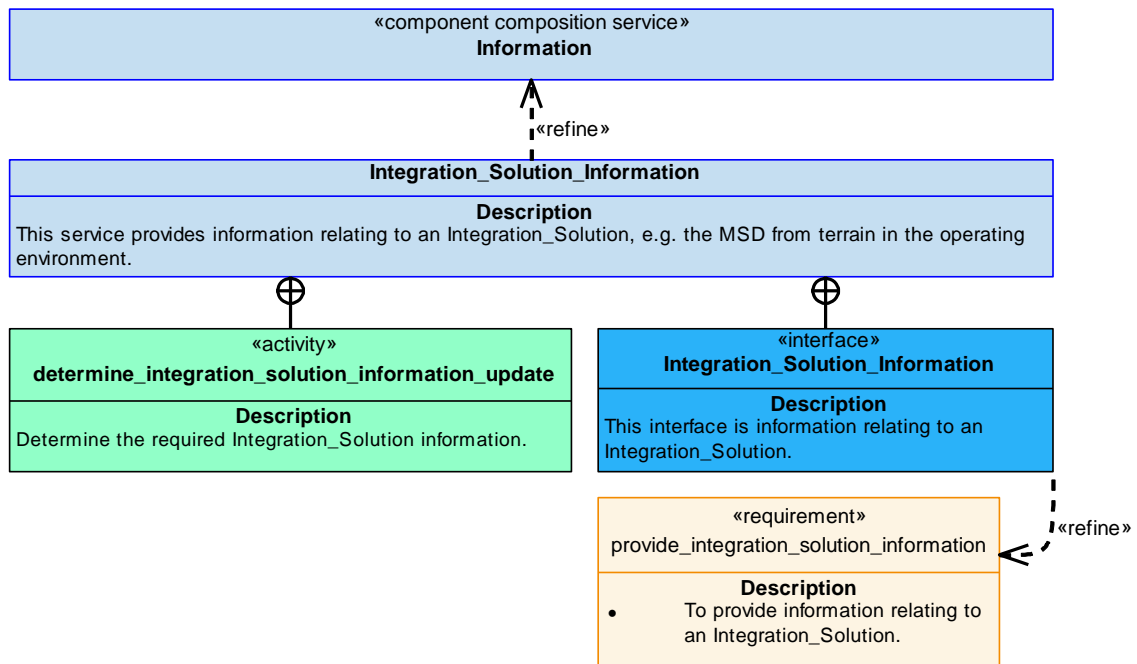 «component composition service»
Information
«refine»
Integration_Solution_Information
Description
This service provides information relating to an Integration_Solution, e.g. the MSD from terrain in the operating
environment.
«activity»
determine_integration_solution_information_update
Description
Determine the required Integration_Solution information.
«interface»
Integration_Solution_Information
Description
This interface is information relating to an
Integration_Solution.
«refine»
«requirement»
provide_integration_solution_information
Description
• To provide information relating to
an Integration_Solution.